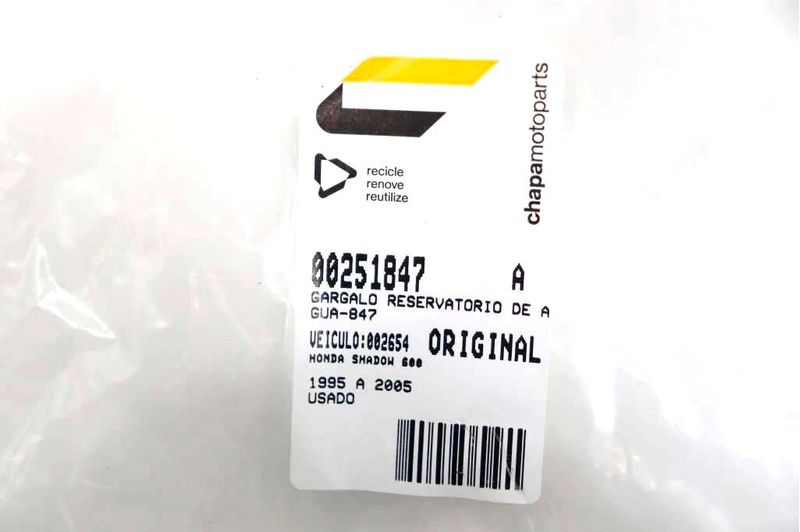 chapamotoparts
recicle
renove
reutilize
00251847 A
GARGALO RESERVATORIO DE A
GUA-847
VEICULO:002654 ORIGINAL
HONDA SHADOW 600
1995 A 2005
USADO